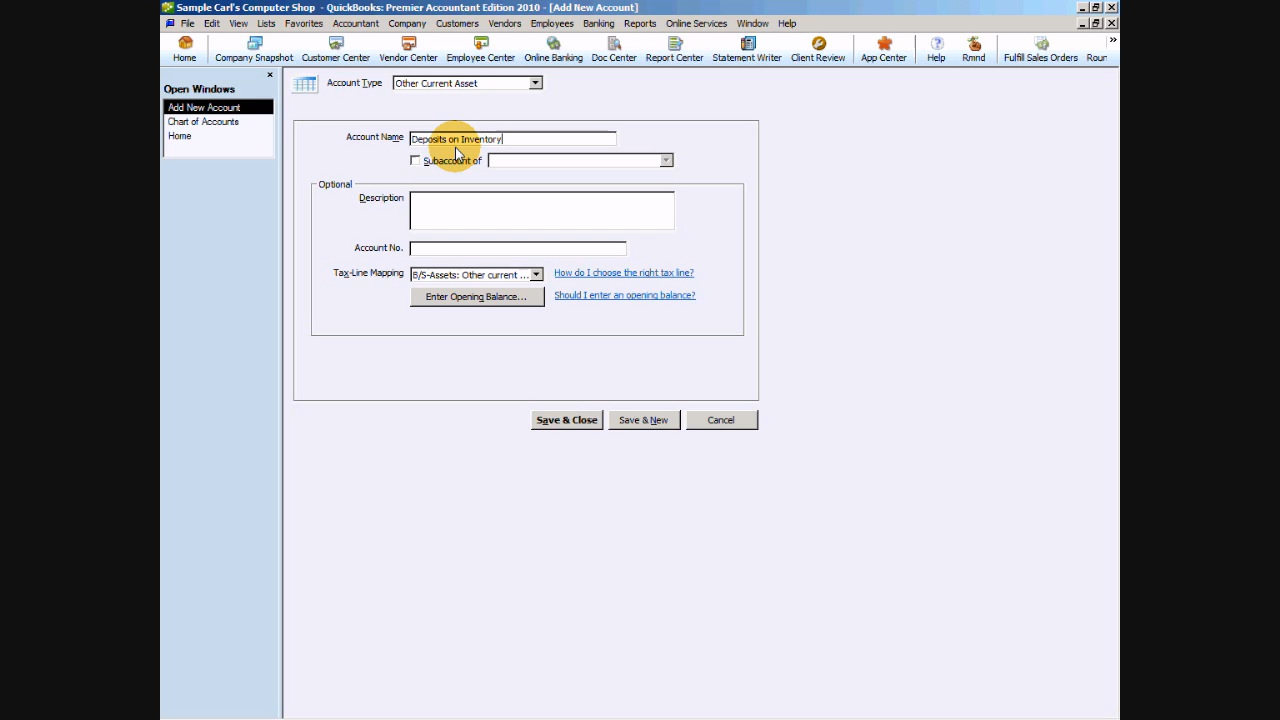 Sample Carl's Computer Shop - QuickBooks: Premier Accountant Edition 2010 - [Add New Account]
File Edit View Lists Favorites Accountant Company Customers Vendors Employees Banking Reports Online Services Window Help
Home Company Snapshot Customer Center Vendor Center Employee Center Online Banking Doc Center Report Center Statement Writer Client Review App Center Help Rmnd Fulfill Sales Orders Roun
Open Windows
Add New Account
Chart of Accounts
Home
Account Type Other Current Asset
Account Name Deposits on Inventory
Subaccount of
Optional
Description
Account No.
Tax-Line Mapping B/S-Assets: Other current ... How do I choose the right tax line?
Enter Opening Balance... Should I enter an opening balance?
Save & Close Save & New Cancel